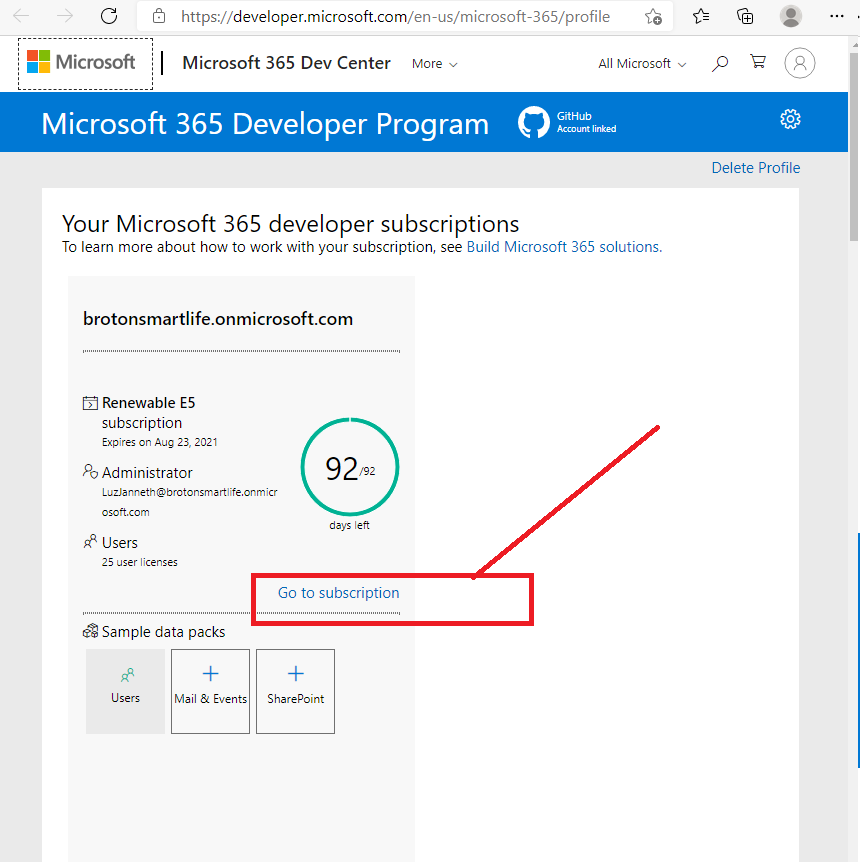 https://developer.microsoft.com/en-us/microsoft-365/profile
Microsoft
Microsoft 365 Dev Center
More
All Microsoft
Microsoft 365 Developer Program
GitHub
Account linked
Delete Profile
Your Microsoft 365 developer subscriptions
To learn more about how to work with your subscription, see Build Microsoft 365 solutions.
brotonsmartlife.onmicrosoft.com
Renewable E5
subscription
Expires on Aug 23, 2021
Administrator
LuzJanneth@brotonsmartlife.onmicr
osoft.com
92/92
days left
Users
25 user licenses
Go to subscription
Sample data packs
Users
Mail & Events
SharePoint